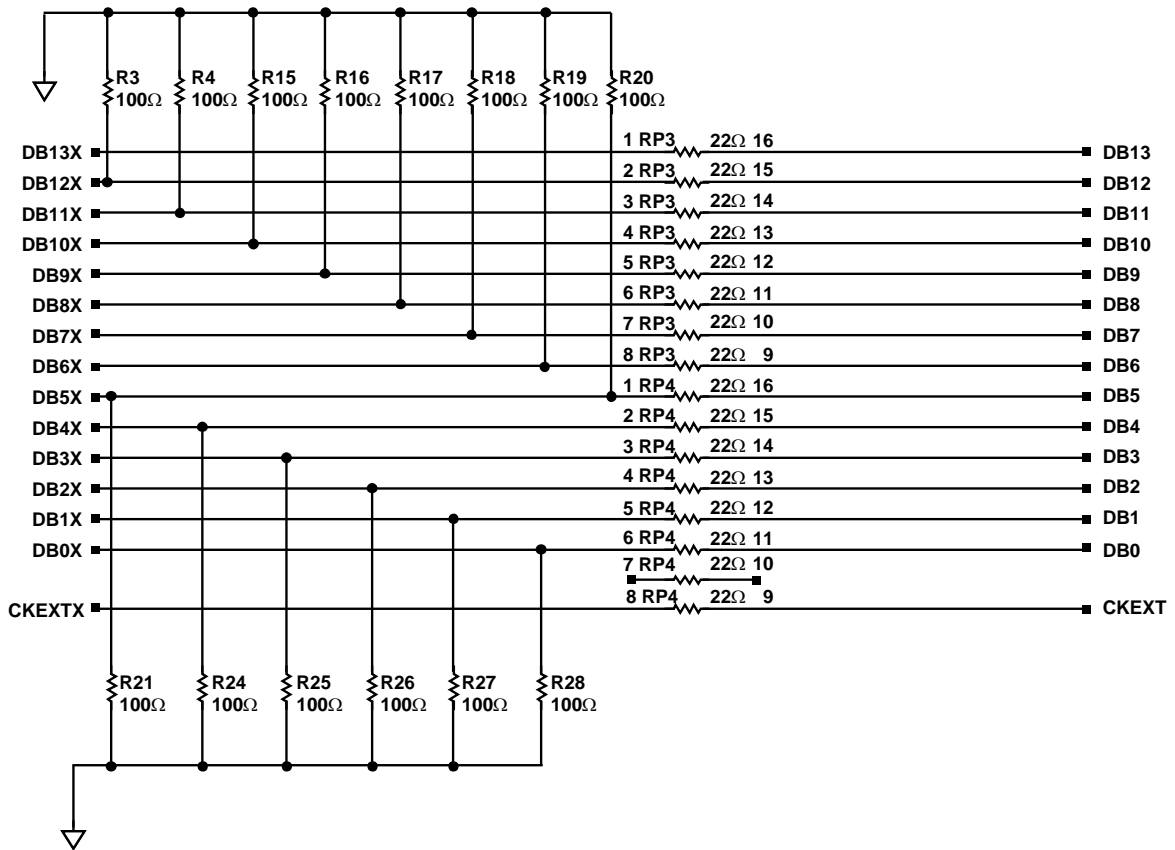 R3 R4 R15 R16 R17 R18 R19 R20
100Ω 100Ω 100Ω 100Ω 100Ω 100Ω 100Ω 100Ω
DB13X 1 RP3 22Ω 16 DB13
DB12X 2 RP3 22Ω 15 DB12
DB11X 3 RP3 22Ω 14 DB11
DB10X 4 RP3 22Ω 13 DB10
DB9X 5 RP3 22Ω 12 DB9
DB8X 6 RP3 22Ω 11 DB8
DB7X 7 RP3 22Ω 10 DB7
DB6X 8 RP3 22Ω 9 DB6
DB5X 1 RP4 22Ω 16 DB5
DB4X 2 RP4 22Ω 15 DB4
DB3X 3 RP4 22Ω 14 DB3
DB2X 4 RP4 22Ω 13 DB2
DB1X 5 RP4 22Ω 12 DB1
DB0X 6 RP4 22Ω 11 DB0
7 RP4 22Ω 10
CKEXTX 8 RP4 22Ω 9 CKEXT
R21 R24 R25 R26 R27 R28
100Ω 100Ω 100Ω 100Ω 100Ω 100Ω